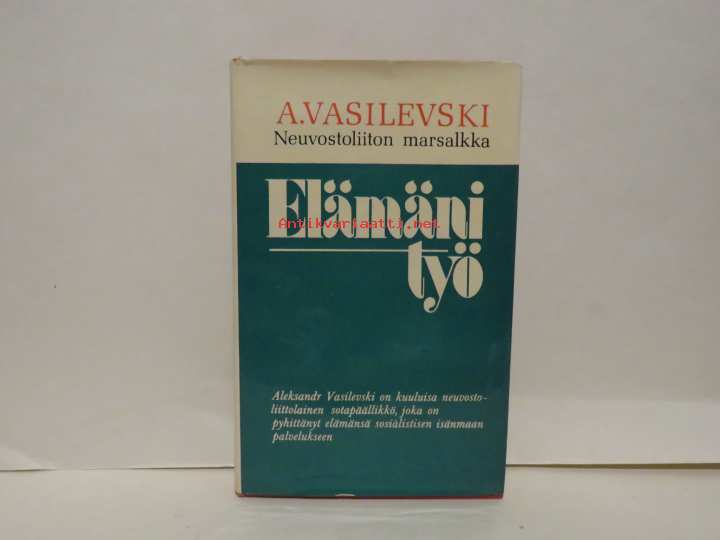 A.VASILEVSKI
Neuvostoliiton marsalkka
Elämäni
Antikvariaatti.net
työ
Aleksandr Vasilevski on kuuluisa neuvosto-
liittolainen sotapäällikkö, joka on
pyhittänyt elämänsä sosialistisen isänmaan
palvelukseen